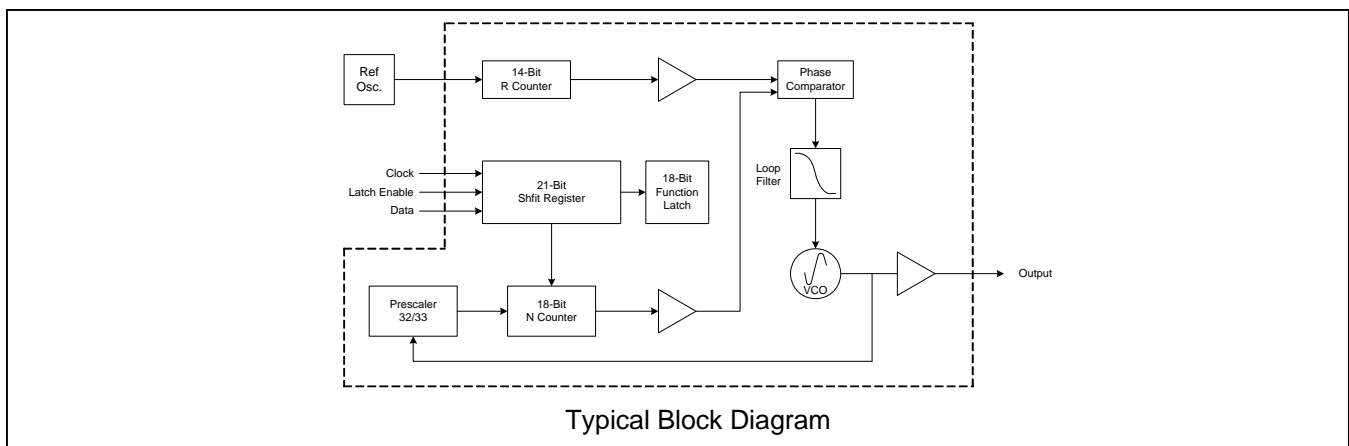 Ref
Osc.
14-Bit
R Counter
Phase
Comparator
Loop
Filter
Clock
Latch Enable
Data
21-Bit
Shfit Register
18-Bit
Function
Latch
VCO
Output
Prescaler
32/33
18-Bit
N Counter
Typical Block Diagram